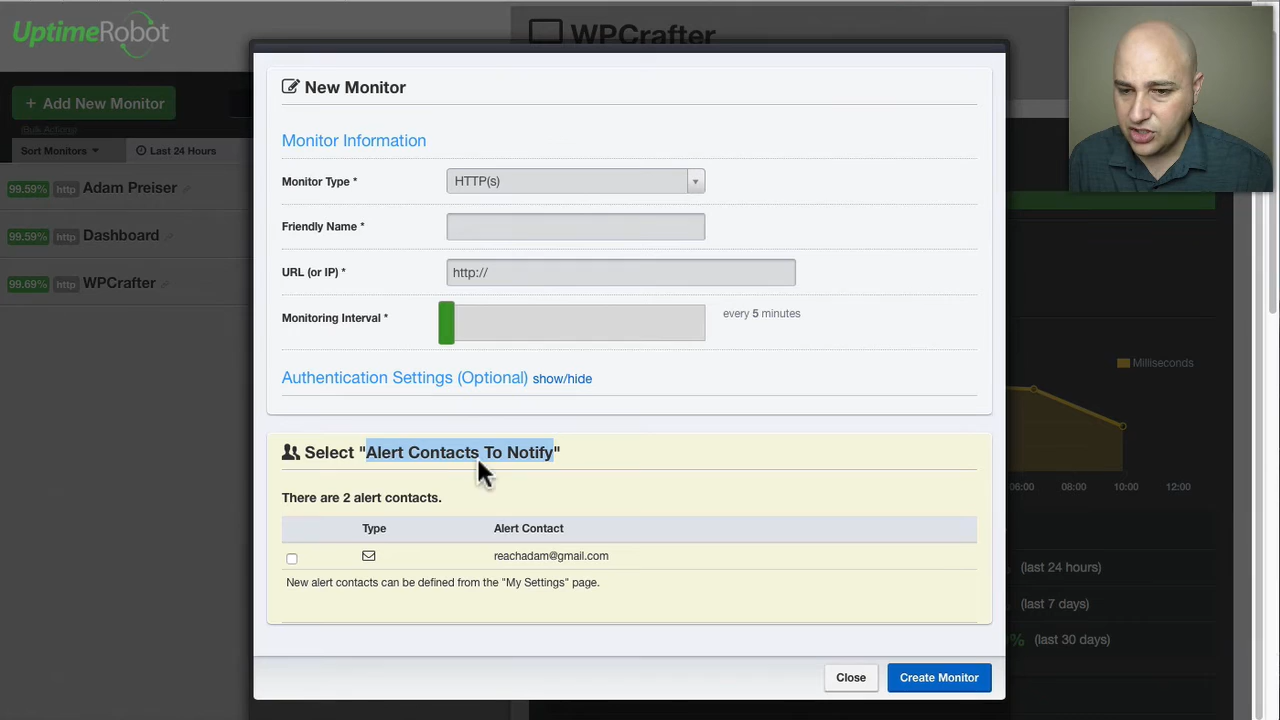 UptimeRobot
WPCrafter
+ Add New Monitor
Bulk Actions
Sort Monitors
Last 24 Hours
99.59% http Adam Preiser
99.59% http Dashboard
99.69% http WPCrafter
New Monitor
Monitor Information
Monitor Type *
HTTP(s)
Friendly Name *
URL (or IP) *
http://
Monitoring Interval *
every 5 minutes
Authentication Settings (Optional) show/hide
Select "Alert Contacts To Notify"
There are 2 alert contacts.
Type Alert Contact
reachadam@gmail.com
New alert contacts can be defined from the "My Settings" page.
Close
Create Monitor
Milliseconds
06:00 08:00 10:00 12:00
(last 24 hours)
(last 7 days)
% (last 30 days)